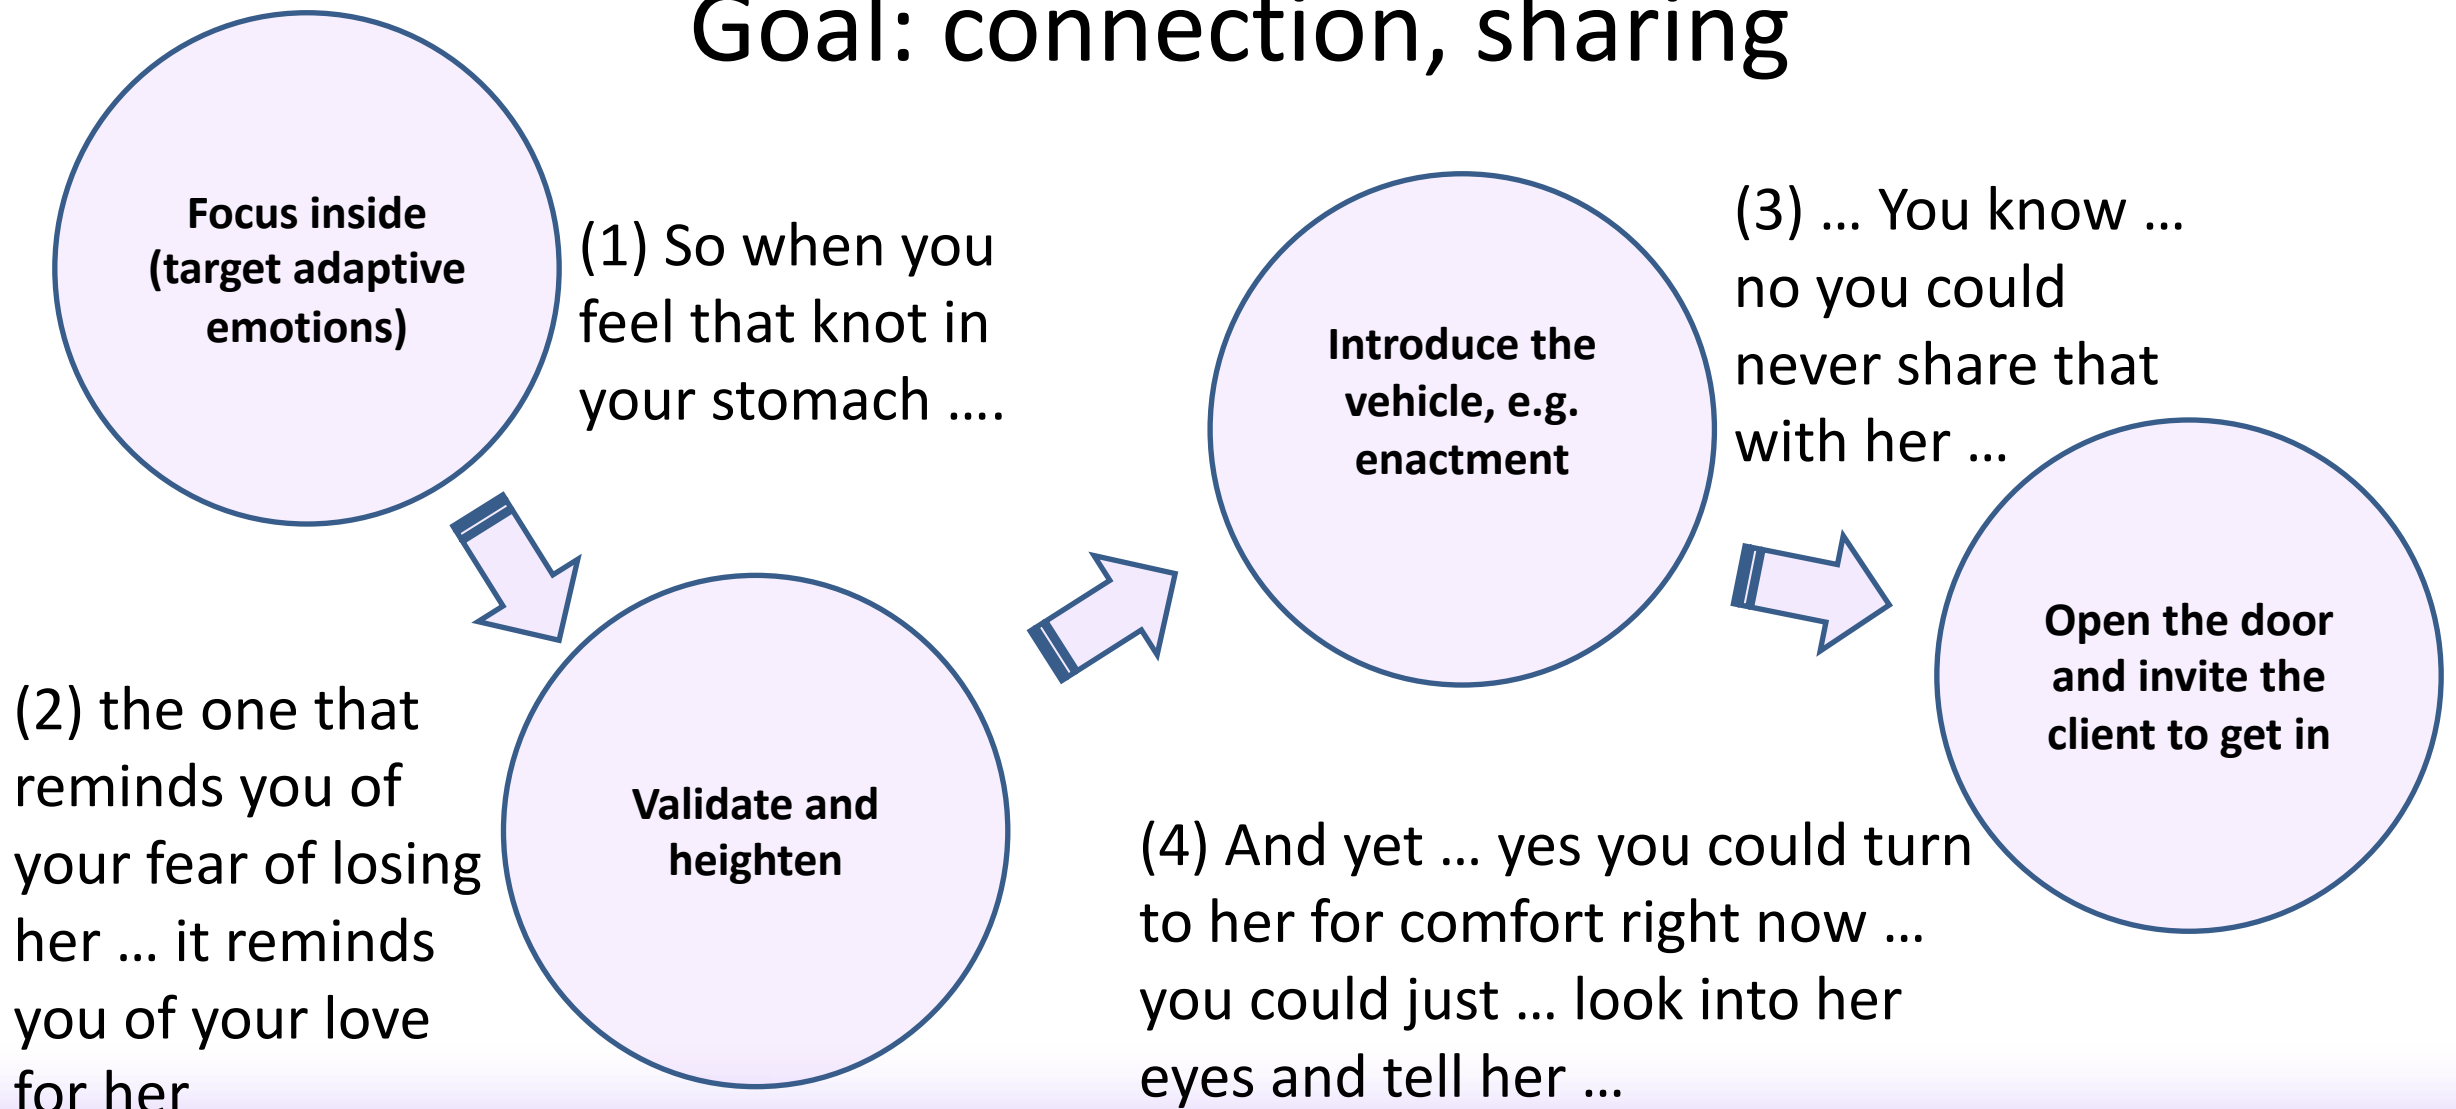 Goal: connection, sharing
Focus inside
(target adaptive
emotions)
(1) So when you
feel that knot in
your stomach ....
(2) the one that
reminds you of
your fear of losing
her ... it reminds
you of your love
for her
Validate and
heighten
Introduce the
vehicle, e.g.
enactment
(3) ... You know ...
no you could
never share that
with her ...
(4) And yet ... yes you could turn
to her for comfort right now ...
you could just ... look into her
eyes and tell her ...
Open the door
and invite the
client to get in